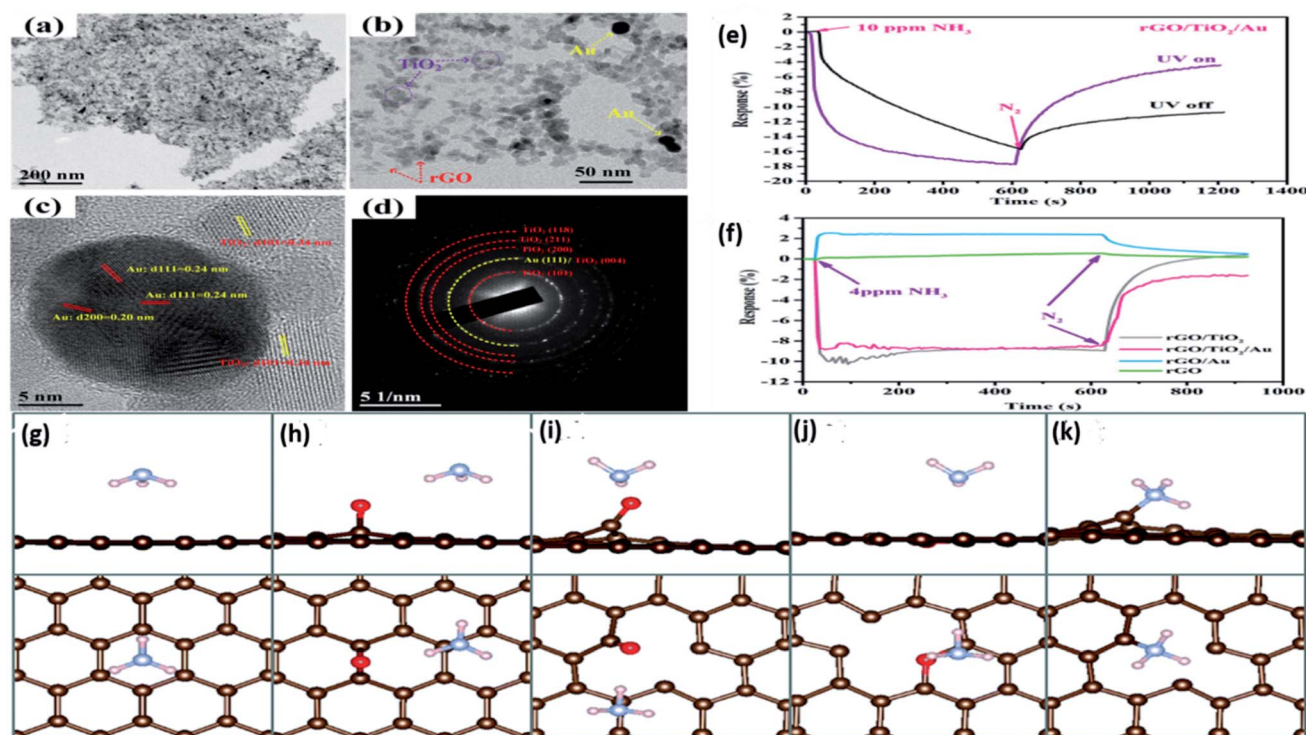 (a)
200 nm
(b)
TiO₂
Au
Au
rGO
50 nm
(c)
Au: d111=0.24 nm
Au: d111=0.24 nm
Au: d200=0.20 nm
5 nm
(d)
TiO₂ (118)
TiO₂ (211)
TiO₂ (200)
Au (111)/ TiO₂ (004)
TiO₂ (101)
5 1/nm
(e)
10 ppm NH₃
rGO/TiO₂/Au
UV on
UV off
N₂
Response (%)
0
-2
-4
-6
-8
-10
-12
-14
-16
-18
-20
0 200 400 600 800 1000 1200 1400
Time (s)
(f)
4ppm NH₃
N₂
Response (%)
4
2
0
-2
-4
-6
-8
-10
-12
rGO/TiO₂
rGO/TiO₂/Au
rGO/Au
rGO
0 200 400 600 800 1000
Time (s)
(g)
(h)
(i)
(j)
(k)